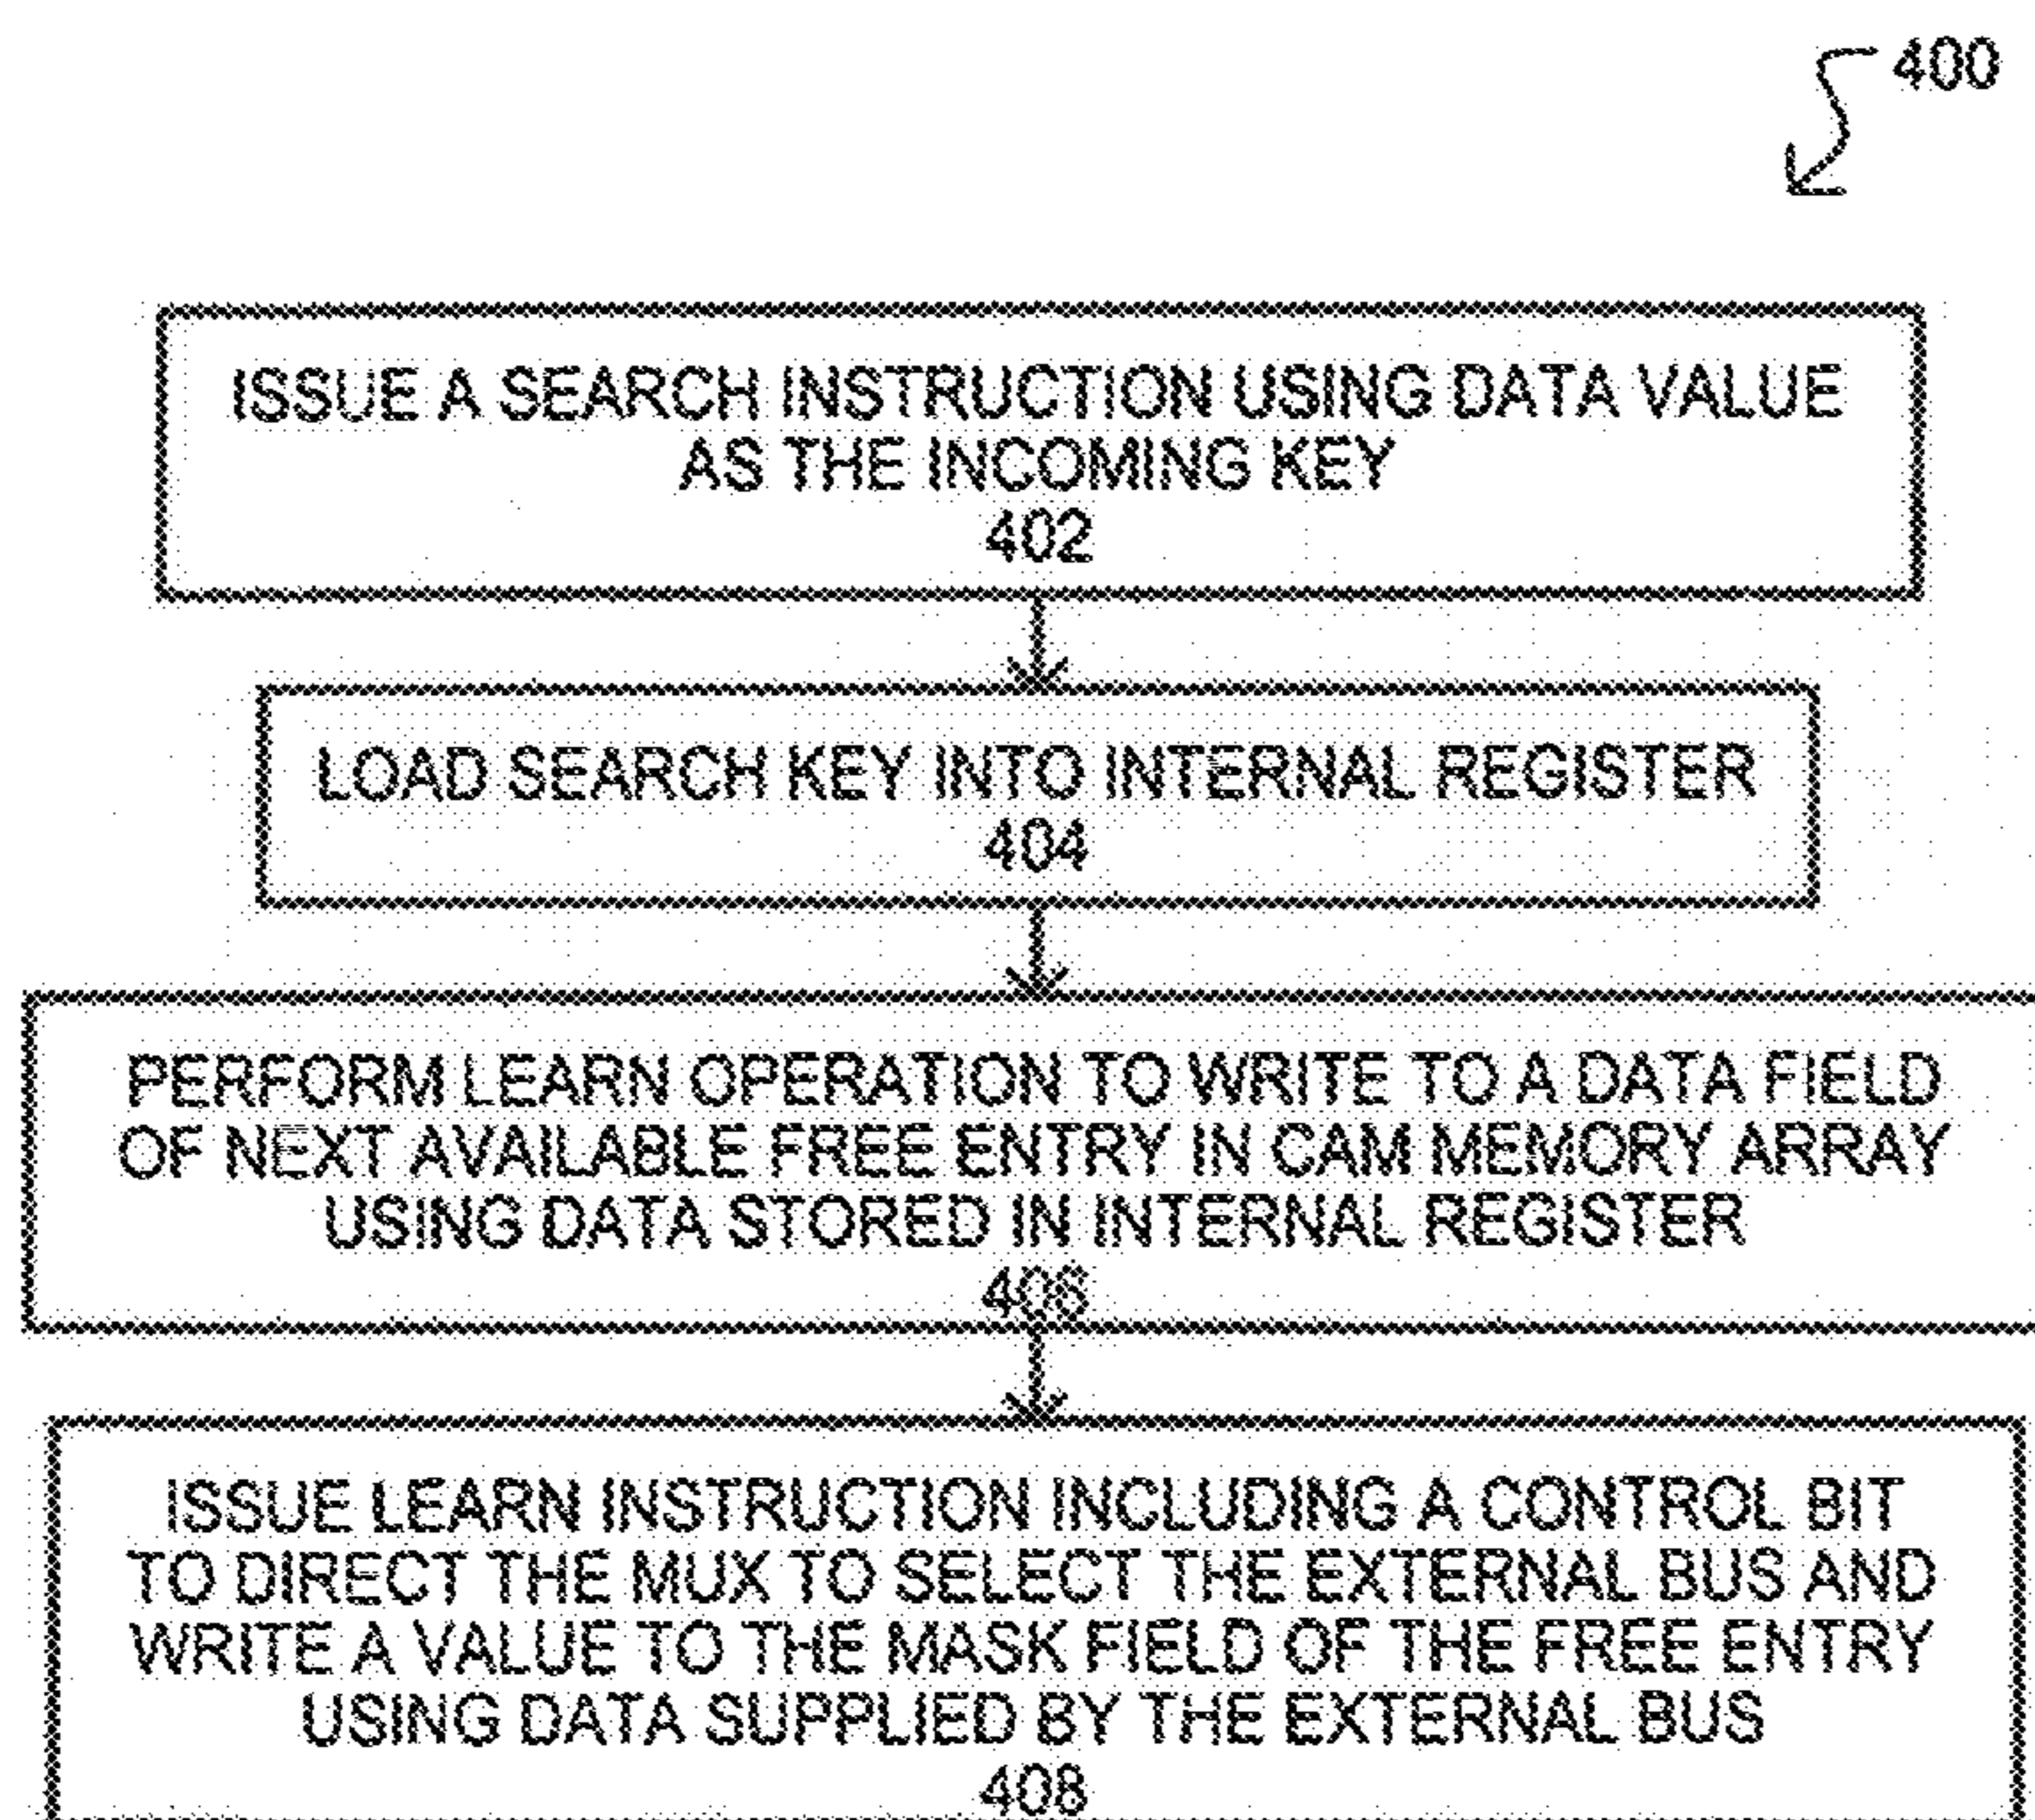 400
ISSUE A SEARCH INSTRUCTION USING DATA VALUE
AS THE INCOMING KEY
402
LOAD SEARCH KEY INTO INTERNAL REGISTER
404
PERFORM LEARN OPERATION TO WRITE TO A DATA FIELD
OF NEXT AVAILABLE FREE ENTRY IN CAM MEMORY ARRAY
USING DATA STORED IN INTERNAL REGISTER
406
ISSUE LEARN INSTRUCTION INCLUDING A CONTROL BIT
TO DIRECT THE MUX TO SELECT THE EXTERNAL BUS AND
WRITE A VALUE TO THE MASK FIELD OF THE FREE ENTRY
USING DATA SUPPLIED BY THE EXTERNAL BUS
408